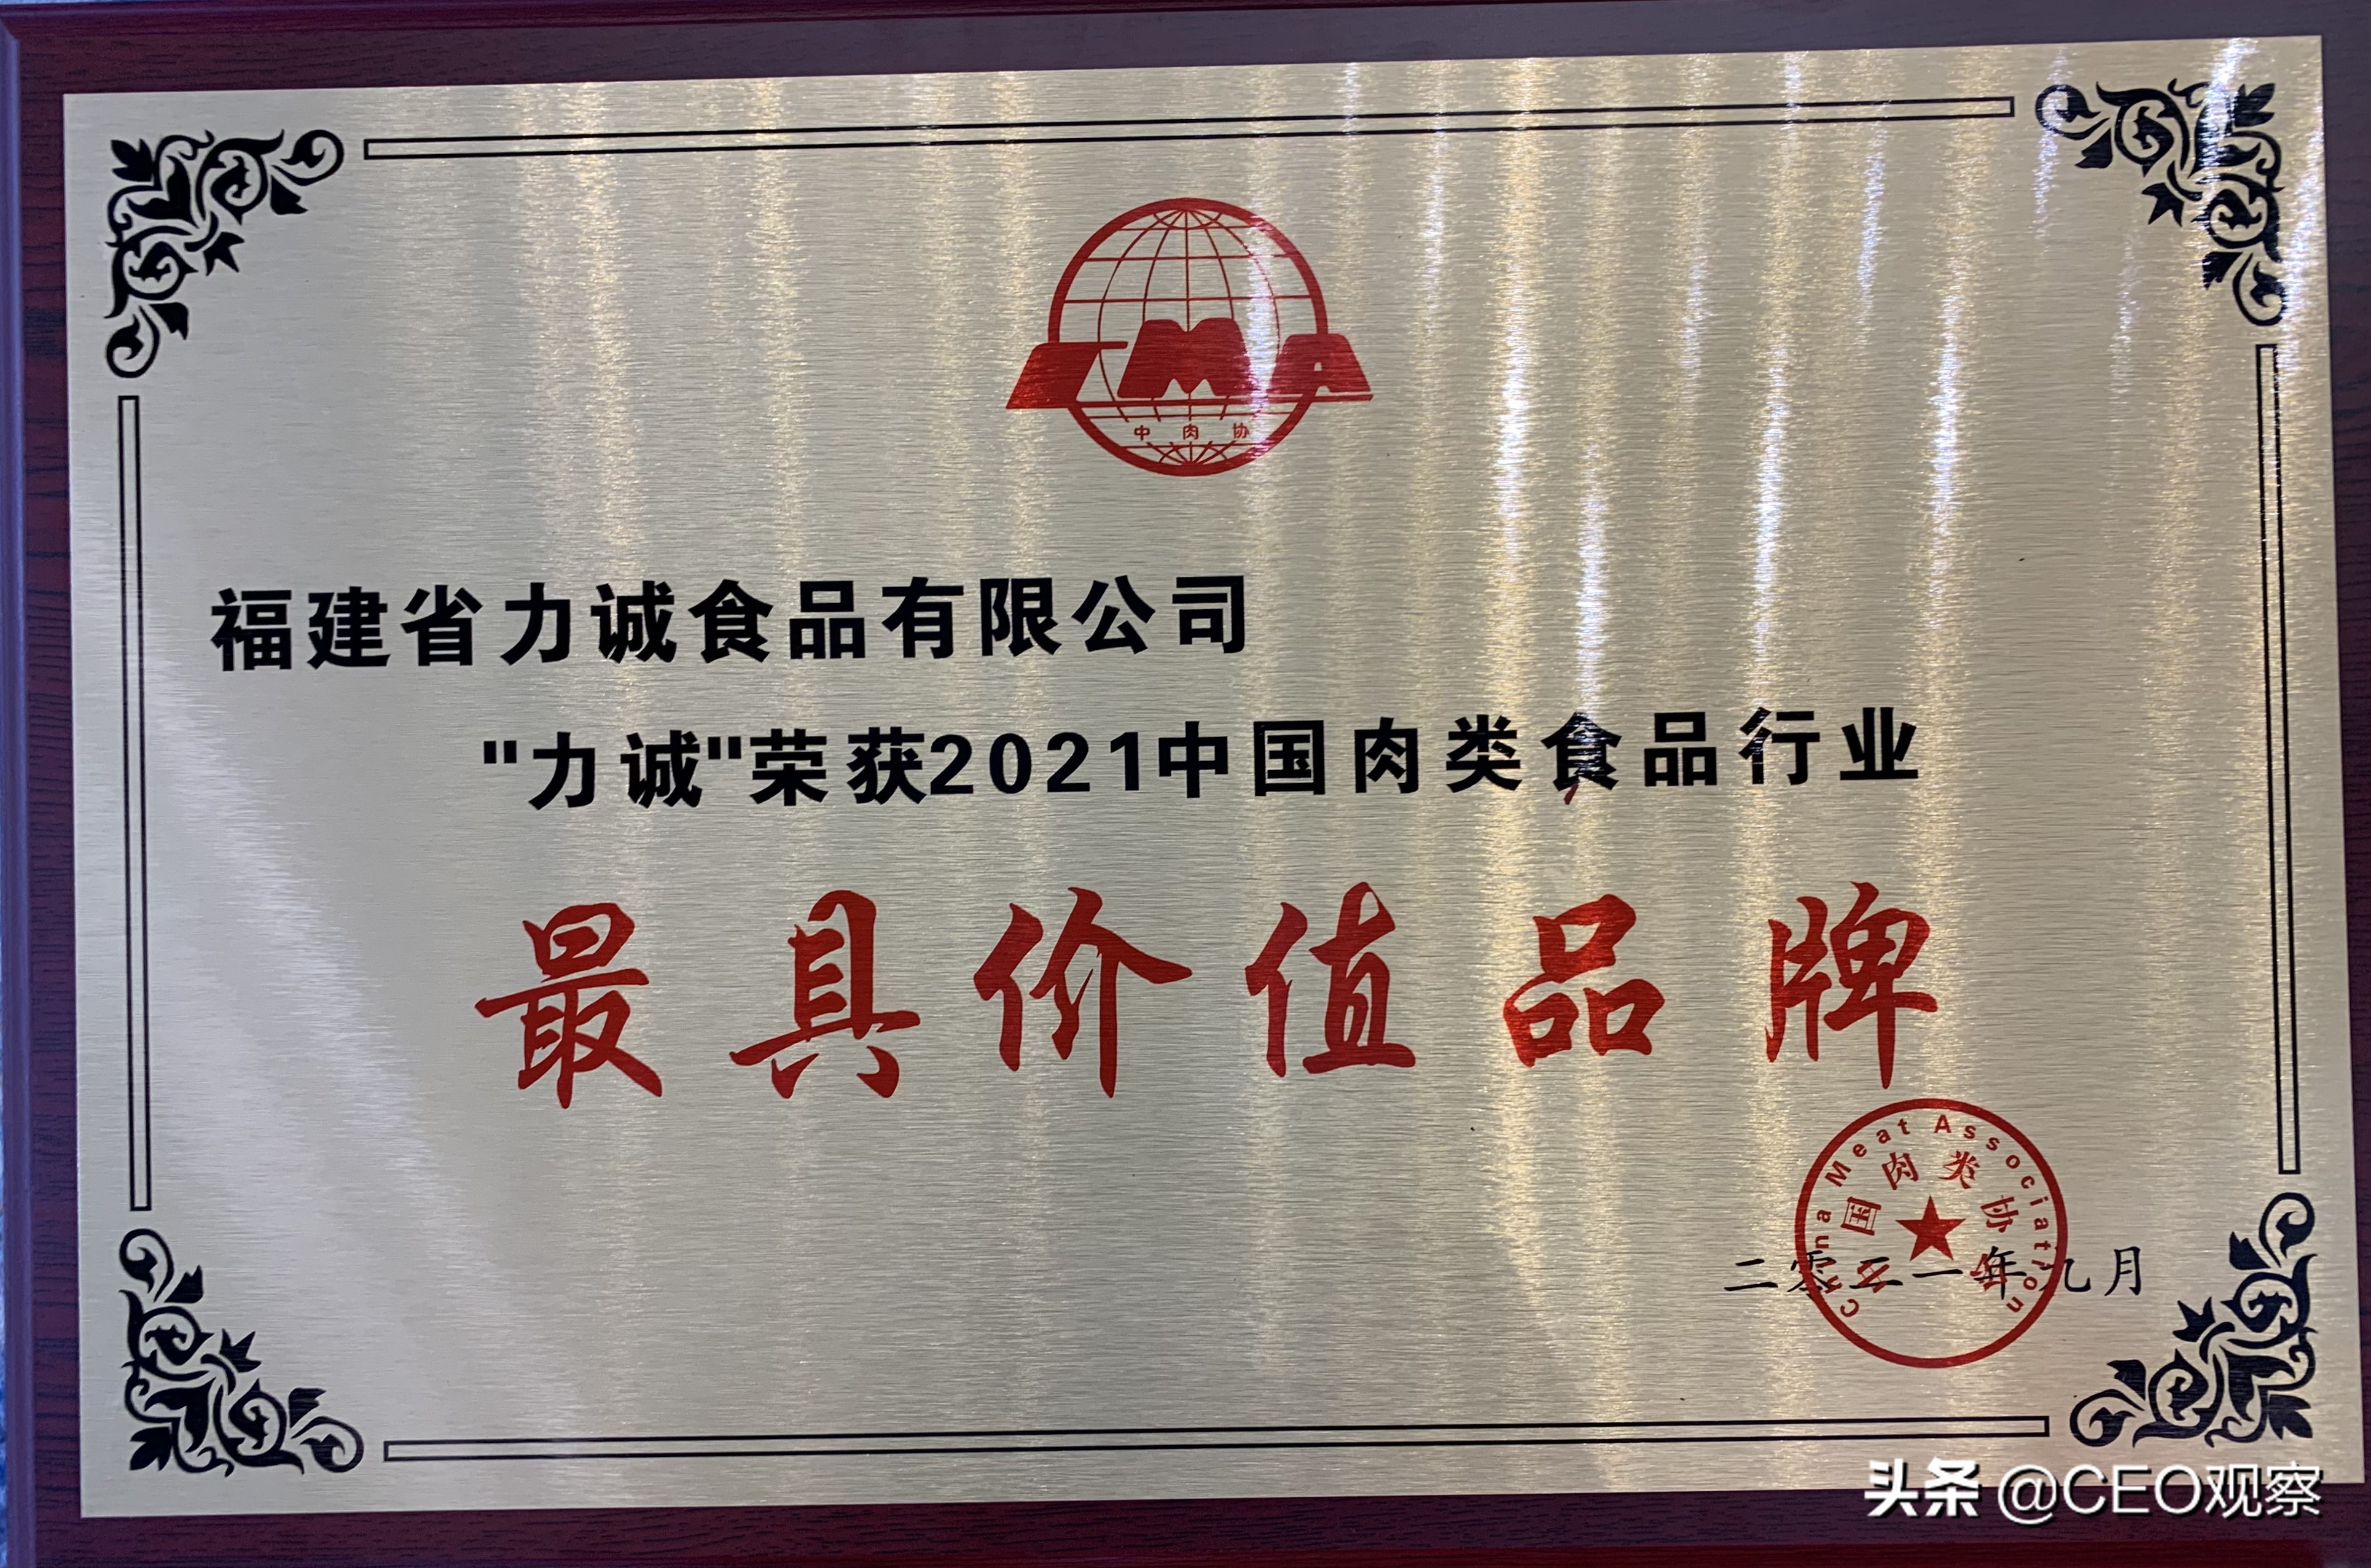 CMA
中肉协
福建省力诚食品有限公司
"力诚"荣获2021中国肉类食品行业
最具价值品牌
China Meat Association
中国肉类协会
二零二一年九月
头条 @CEO观察